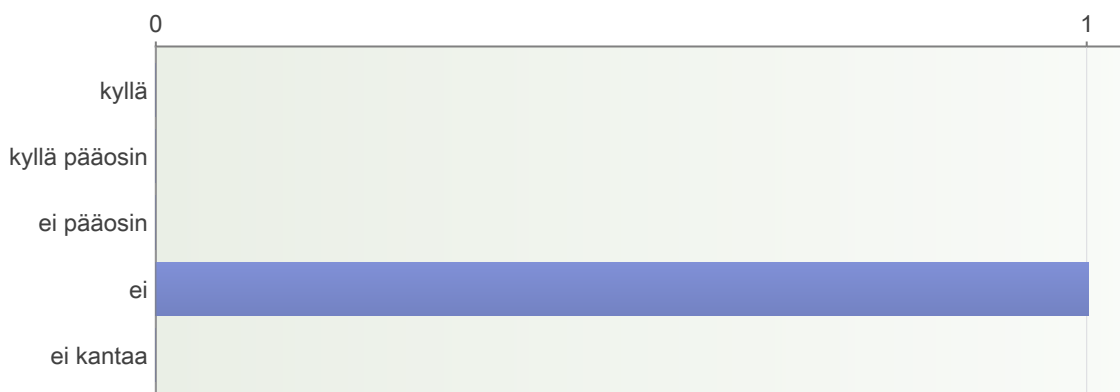 0 1
kyllä
kyllä pääosin
ei pääosin
ei
ei kantaa